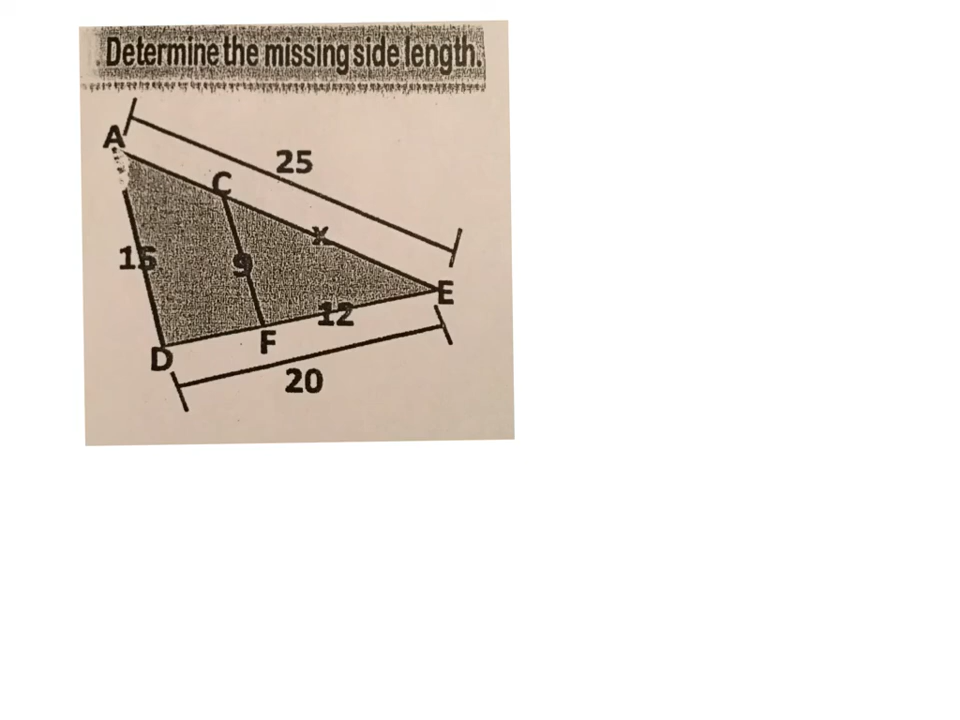 . Determine the missing side length.
A
25
C
x
15
9
E
12
F
D
20